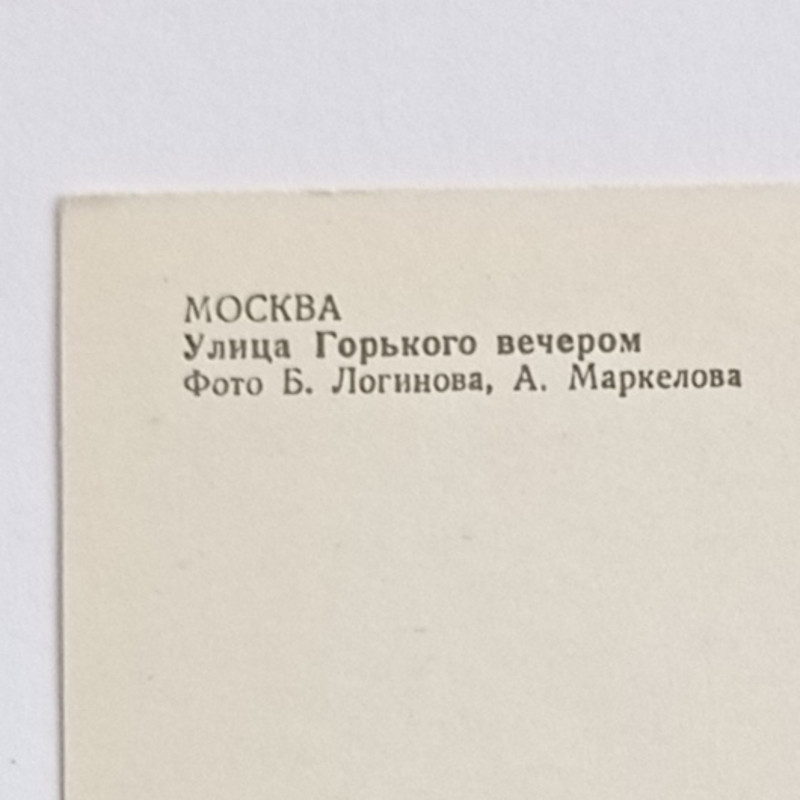 МОСКВА
Улица Горького вечером
Фото Б. Логинова, А. Маркелова